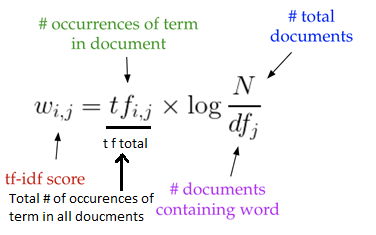 # occurrences of term
in document
# total
documents
w_{i,j} = tf_{i,j} × log N/df_j
t f total
tf-idf score
Total # of occurences of
term in all doucments
# documents
containing word